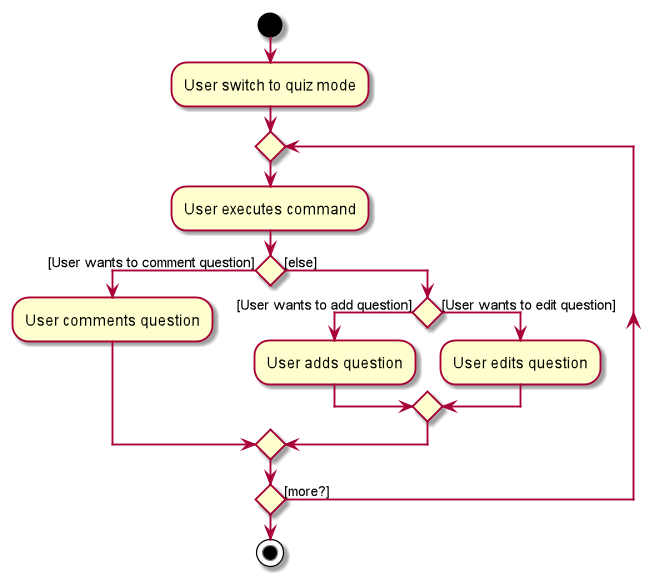 User switch to quiz mode
User executes command
[User wants to comment question]
[else]
User comments question
[User wants to add question]
[User wants to edit question]
User adds question
User edits question
[more?]